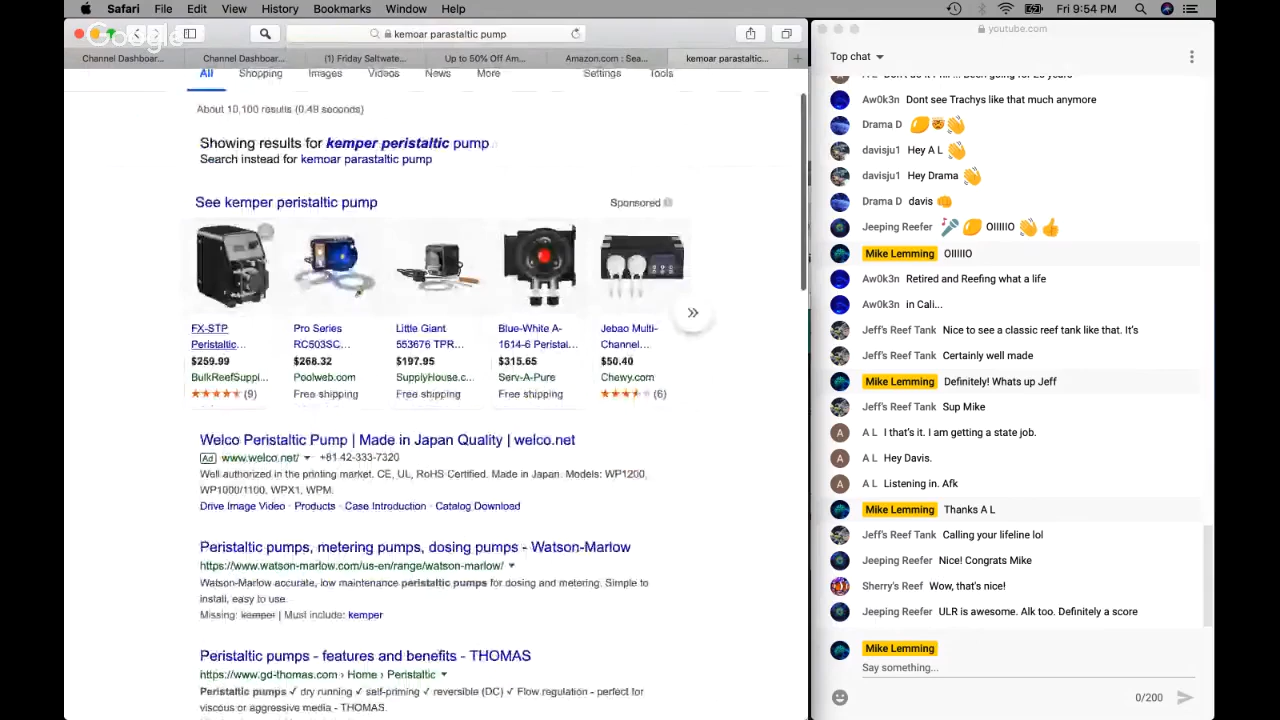 Safari File Edit View History Bookmarks Window Help Fri 9:54 PM
Google
kemoar parastaltic pump
Channel Dashboar... Channel Dashboar... (1) Friday Saltwate... Up to 50% Off Am... Amazon.com : Sea... kemoar parastaltic...
All Shopping Images Videos News More Settings Tools
About 10,100 results (0.48 seconds)
Showing results for kemper peristaltic pump
Search instead for kemoar parastaltic pump
See kemper peristaltic pump Sponsored
FX-STP Peristaltic...
$259.99
BulkReefSuppl...
(9)
Pro Series RC503SC...
$268.32
Poolweb.com
Free shipping
Little Giant 553676 TPR...
$197.95
SupplyHouse.c...
Free shipping
Blue-White A-1614-6 Peristal...
$315.65
Serv-A-Pure
Free shipping
Jebao Multi-Channel...
$50.40
Chewy.com
(6)
Welco Peristaltic Pump | Made in Japan Quality | welco.net
Ad www.welco.net/ +81 42-333-7320
Well authorized in the printing market. CE, UL, RoHS Certified. Made in Japan. Models: WP1200,
WP1000/1100, WPX1, WPM.
Drive Image Video · Products · Case Introduction · Catalog Download
Peristaltic pumps, metering pumps, dosing pumps - Watson-Marlow
https://www.watson-marlow.com/us-en/range/watson-marlow/
Watson-Marlow accurate, low maintenance peristaltic pumps for dosing and metering. Simple to
install, easy to use.
Missing: kemper | Must include: kemper
Peristaltic pumps - features and benefits - THOMAS
https://www.gd-thomas.com › Home › Peristaltic
Peristaltic pumps ✓ dry running ✓ self-priming ✓ reversible (DC) ✓ Flow regulation - perfect for
viscous or aggressive media - THOMAS.
youtube.com
Top chat
Aw0k3n Dont see Trachys like that much anymore
Drama D 🍋🤯👋
davisju1 Hey A L 👋
davisju1 Hey Drama 👋
Drama D davis 👊
Jeeping Reefer 🎤🍋 OIIIIIIO 👋👍
Mike Lemming OIIIIIIO
Aw0k3n Retired and Reefing what a life
Aw0k3n in Cali...
Jeff's Reef Tank Nice to see a classic reef tank like that. It's
Jeff's Reef Tank Certainly well made
Mike Lemming Definitely! Whats up Jeff
Jeff's Reef Tank Sup Mike
A A L I that's it. I am getting a state job.
A A L Hey Davis.
A A L Listening in. Afk
Mike Lemming Thanks A L
Jeff's Reef Tank Calling your lifeline lol
Jeeping Reefer Nice! Congrats Mike
Sherry's Reef Wow, that's nice!
Jeeping Reefer ULR is awesome. Alk too. Definitely a score
Mike Lemming
Say something...
0/200